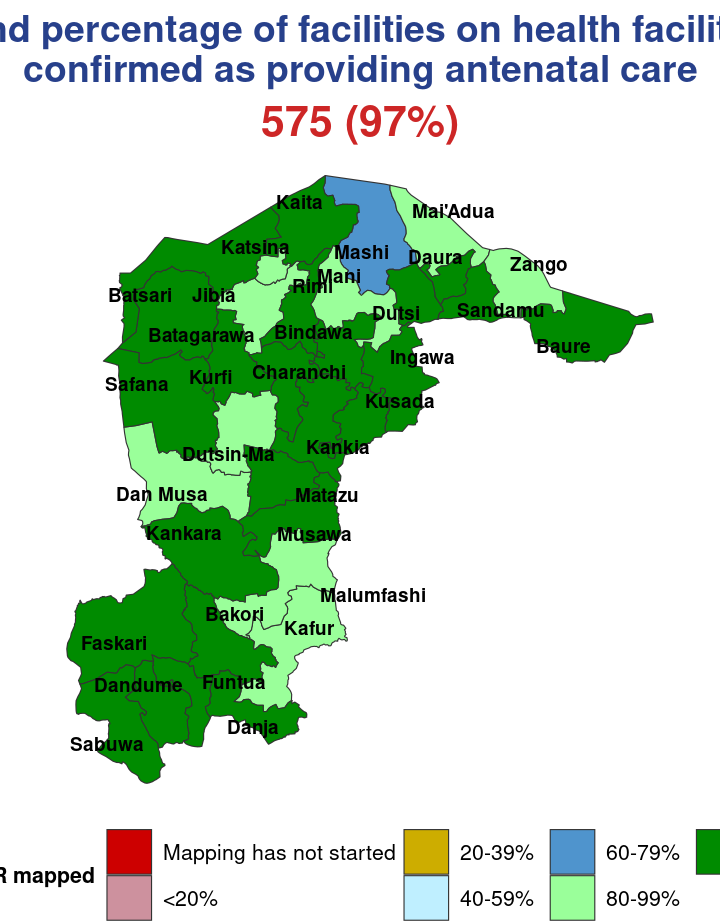 percentage of facilities on health
confirmed as providing antenatal care
575 (97%)
Kaita
Mai'Adua
Katsina
Mashi
Daura
Zango
Mani
Rimi
Batsari
Jibia
Dutsi
Sandamu
Batagarawa
Bindawa
Baure
Ingawa
Charanchi
Kurfi
Safana
Kusada
Kankia
Dutsin-Ma
Dan Musa
Matazu
Kankara
Musawa
Malumfashi
Bakori
Kafur
Faskari
Dandume
Funtua
Danja
Sabuwa
Mapping has not started
20-39%
60-79%
R mapped
<20%
40-59%
80-99%